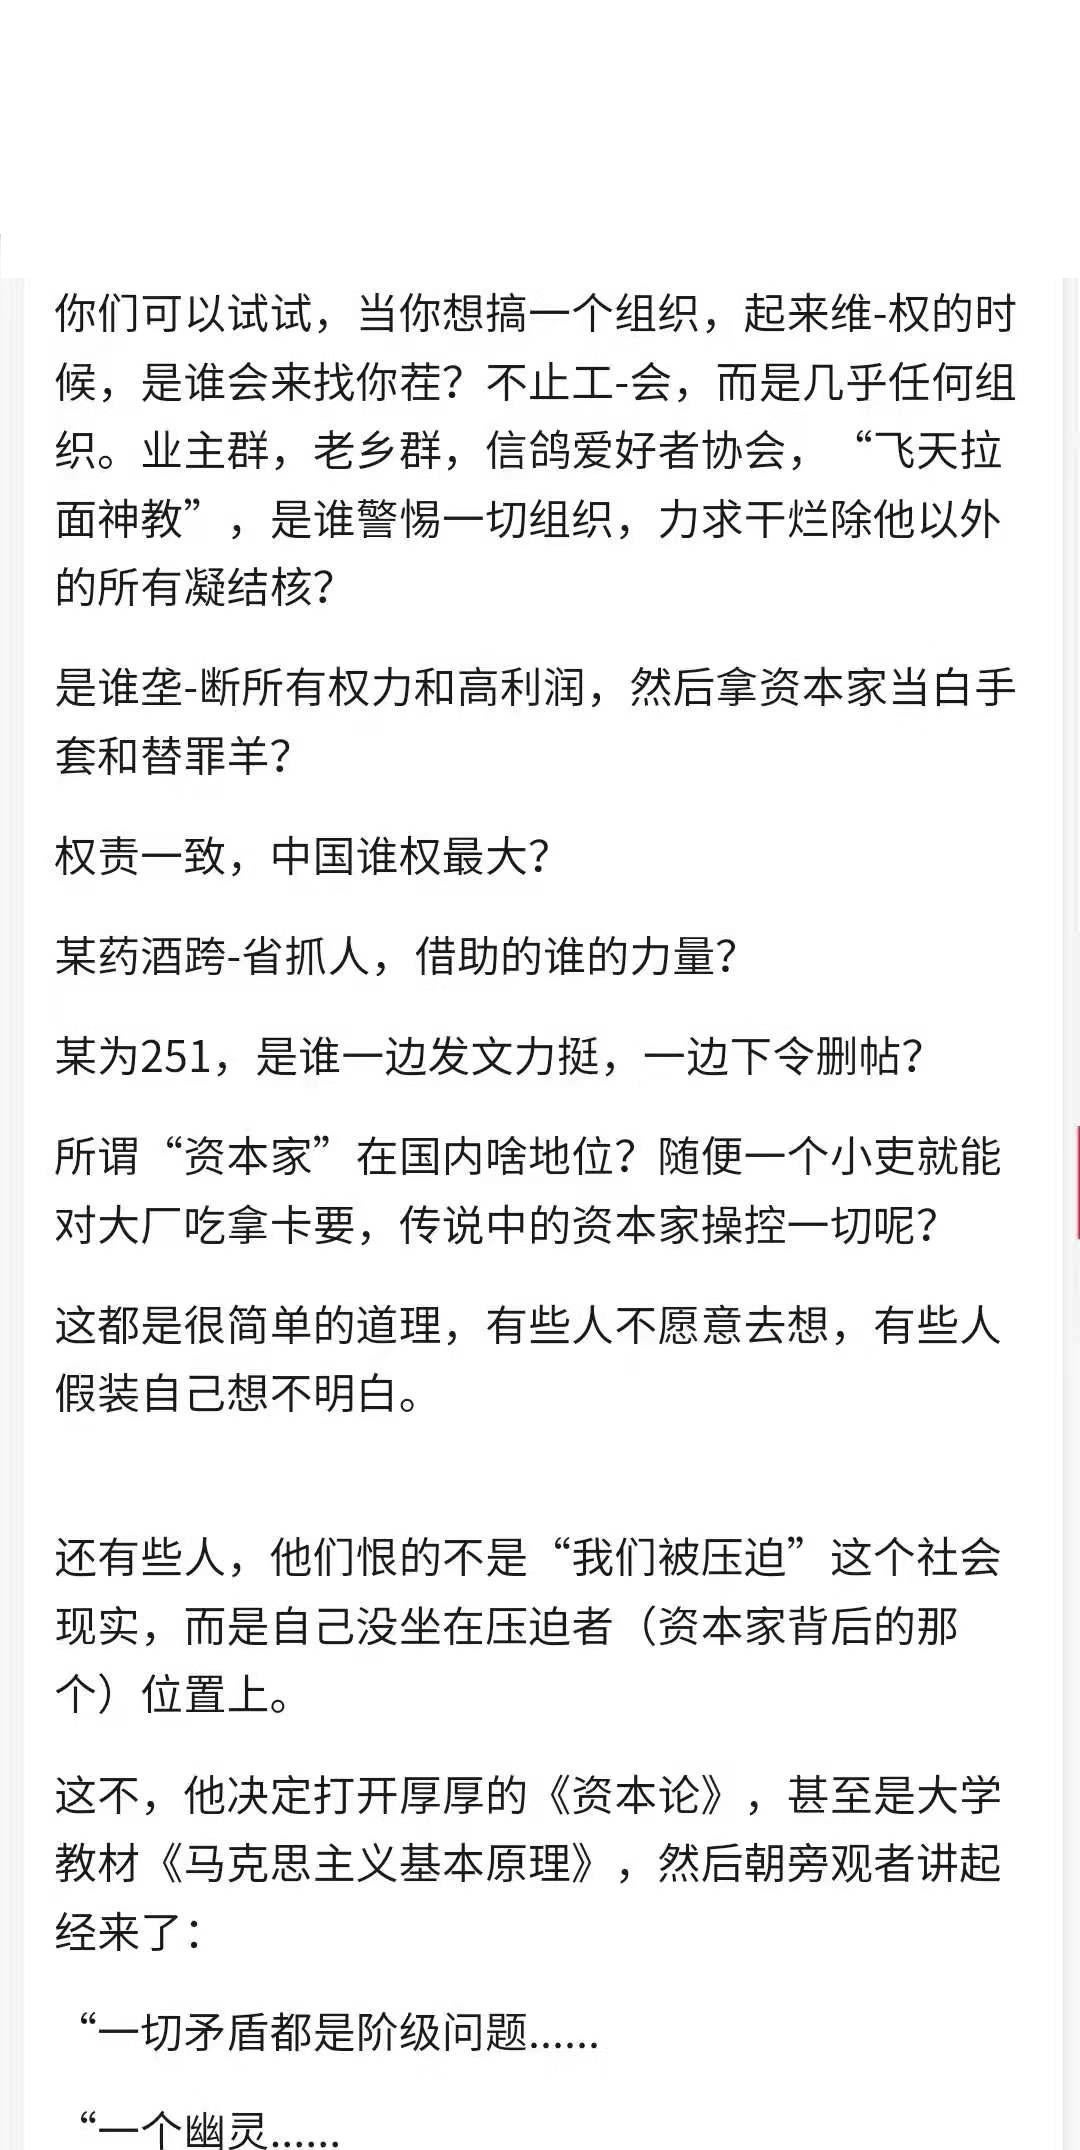 你们可以试试，当你想搞一个组织，起来维-权的时
候，是谁会来找你茬？不止工-会，而是几乎任何组
织。业主群，老乡群，信鸽爱好者协会，“飞天拉
面神教”，是谁警惕一切组织，力求干烂除他以外
的所有凝结核？
是谁垄-断所有权力和高利润，然后拿资本家当白手
套和替罪羊？
权责一致，中国谁权最大？
某药酒跨-省抓人，借助的谁的力量？
某为251，是谁一边发文力挺，一边下令删帖？
所谓“资本家”在国内啥地位？随便一个小吏就能
对大厂吃拿卡要，传说中的资本家操控一切呢？
这都是很简单的道理，有些人不愿意去想，有些人
假装自己想不明白。
还有些人，他们恨的不是“我们被压迫”这个社会
现实，而是自己没坐在压迫者（资本家背后的那
个）位置上。
这不，他决定打开厚厚的《资本论》，甚至是大学
教材《马克思主义基本原理》，然后朝旁观者讲起
经来了：
“一切矛盾都是阶级问题......
“一个幽灵......